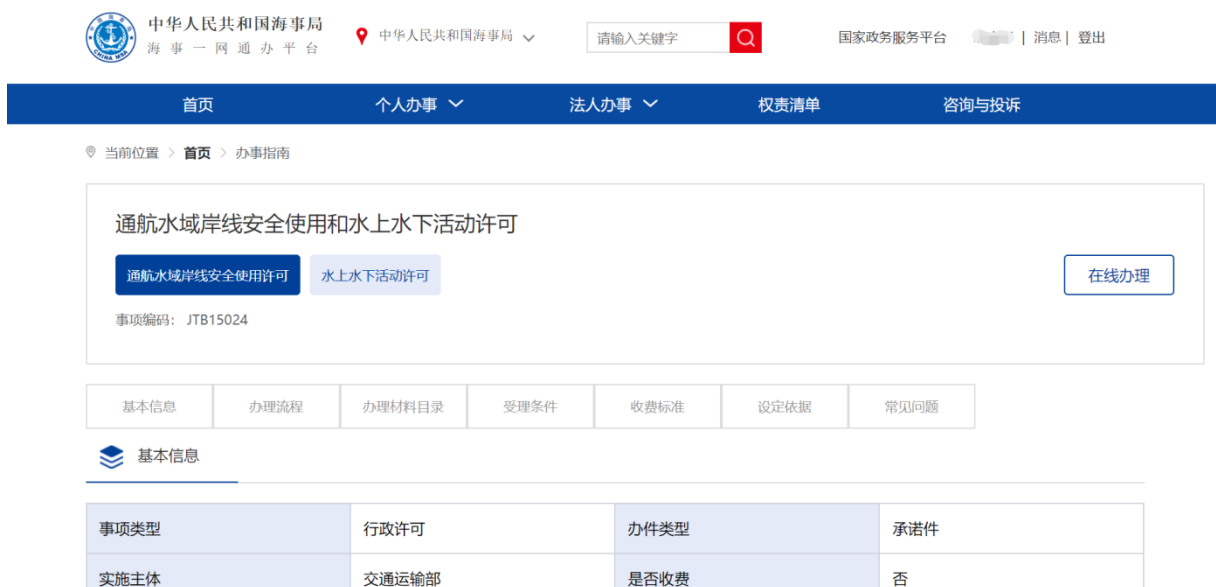 中华人民共和国海事局
海事一网通办平台
CHINA MSA
中华人民共和国海事局
请输入关键字
国家政务服务平台 | 消息 | 登出
首页 个人办事 法人办事 权责清单 咨询与投诉
当前位置 > 首页 > 办事指南
通航水域岸线安全使用和水上水下活动许可
通航水域岸线安全使用许可 水上水下活动许可
在线办理
事项编码: JTB15024
基本信息 办理流程 办理材料目录 受理条件 收费标准 设定依据 常见问题
基本信息
事项类型 行政许可 办件类型 承诺件
实施主体 交通运输部 是否收费 否